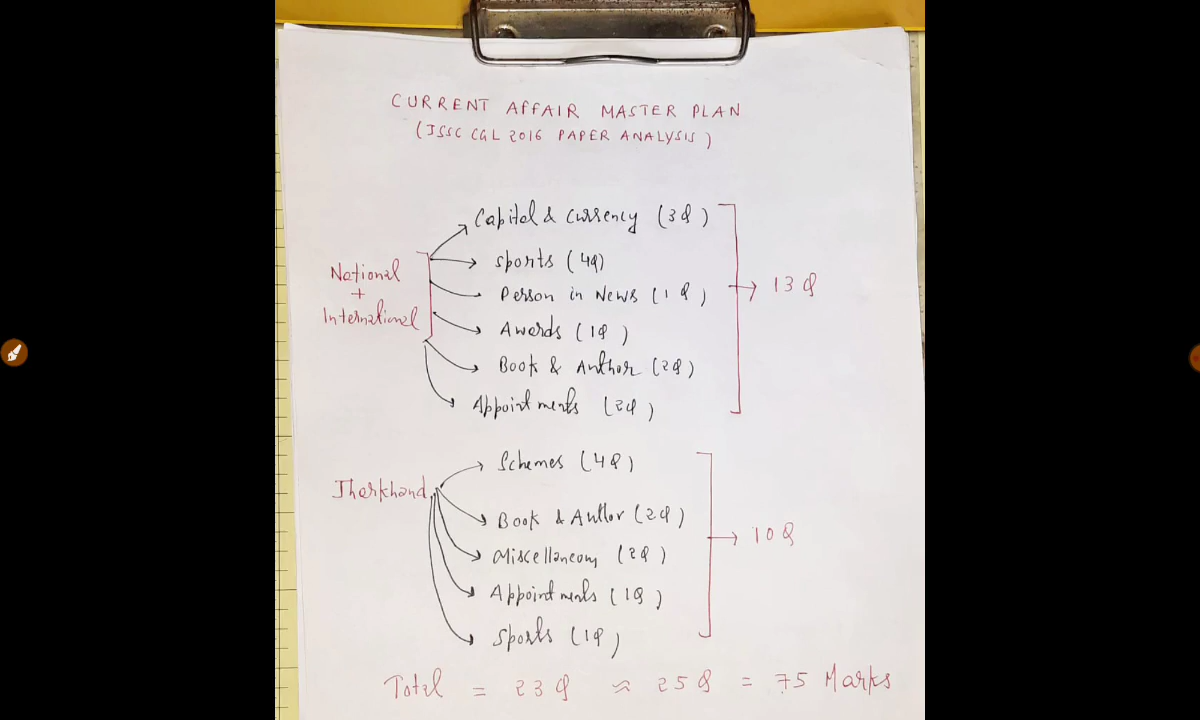 CURRENT AFFAIR MASTER PLAN
(JSSC CGL 2016 PAPER ANALYSIS)
National + International
Capital & Currency (3Q)
Sports (4Q)
Person in News (1Q)
Awards (1Q)
Book & Author (2Q)
Appointments (2Q)
13Q
Jharkhand
Schemes (4Q)
Book & Author (2Q)
Miscellaneous (2Q)
Appointments (1Q)
Sports (1Q)
10Q
Total = 23Q ≈ 25Q = 75 Marks